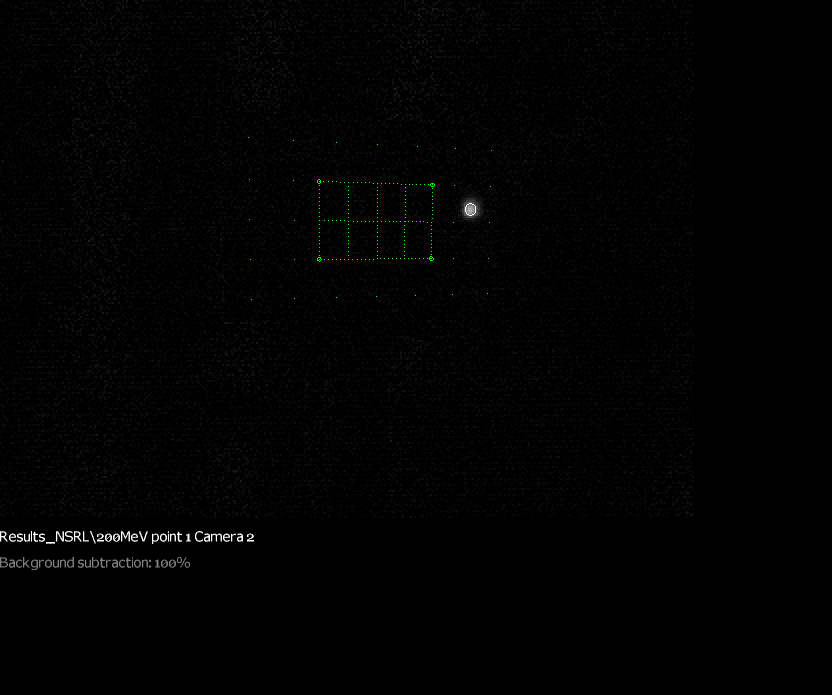 Results_NSRL\200MeV point 1 Camera 2
Background subtraction: 100%